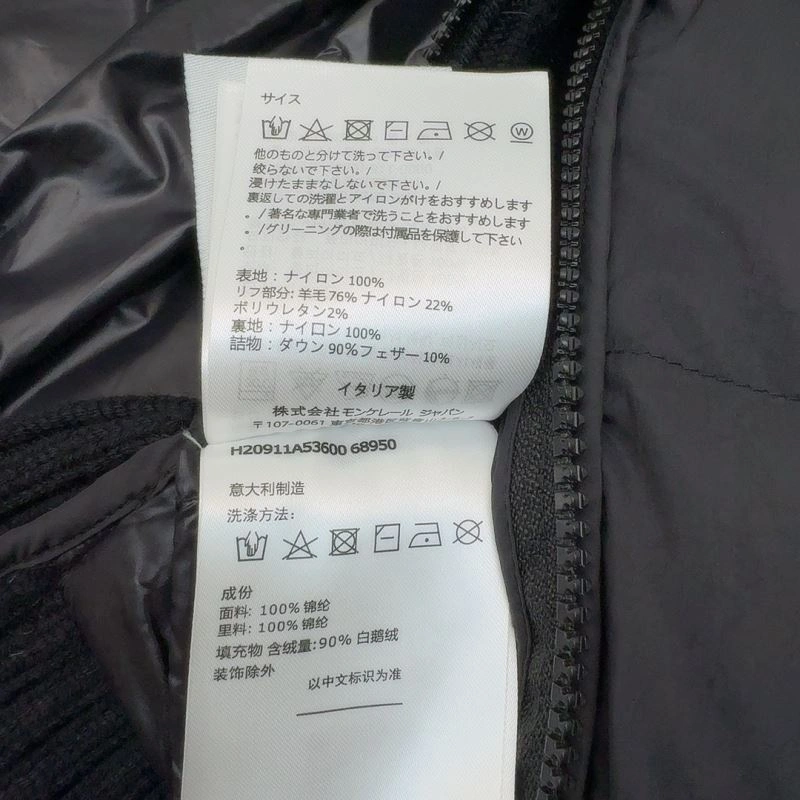 サイズ
W
他のものと分けて洗って下さい。/
絞らないで下さい。/
浸けたままなしないで下さい。/
裏返しての洗濯とアイロンがけをおすすめします
。/著名な専門業者で洗うことをおすすめします
。/グリーニングの際は付属品を保護して下さい
。
表地：ナイロン 100%
リフ部分: 羊毛 76% ナイロン 22%
ポリウレタン2%
裏地：ナイロン 100%
詰物：ダウン 90%フェザー 10%
イタリア製
株式会社 モンケレール ジャパン
〒107-0061 東京都港区
H20911A53600 68950
意大利制造
洗涤方法:
成份
面料: 100% 锦纶
里料: 100% 锦纶
填充物 含绒量:90% 白鹅绒
装饰除外
以中文标识为准